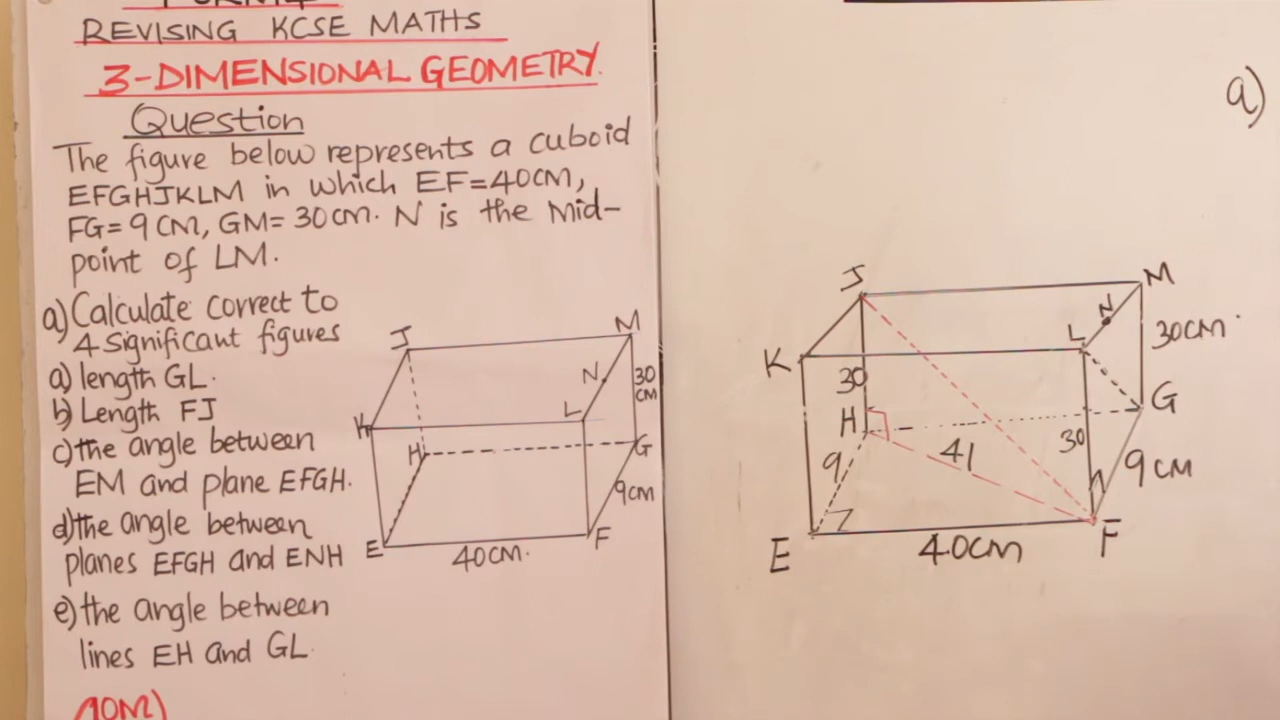 REVISING KCSE MATHS
3-DIMENSIONAL GEOMETRY.
Question
The figure below represents a cuboid
EFGHJKLM in which EF=40CM,
FG=9CM, GM=30CM. N is the Mid-
point of LM.
a) Calculate correct to
4 Significant figures
a) length GL.
b) Length FJ
c) the angle between
EM and plane EFGH.
d) the angle between
planes EFGH and ENH
e) the angle between
lines EH and GL.
10M)
J
M
N
30
CM
K
L
H
G
9CM
E
F
40CM.
a)
J
M
N
L
30CM.
K
30
G
H
30
9
41
9CM
E
40CM
F